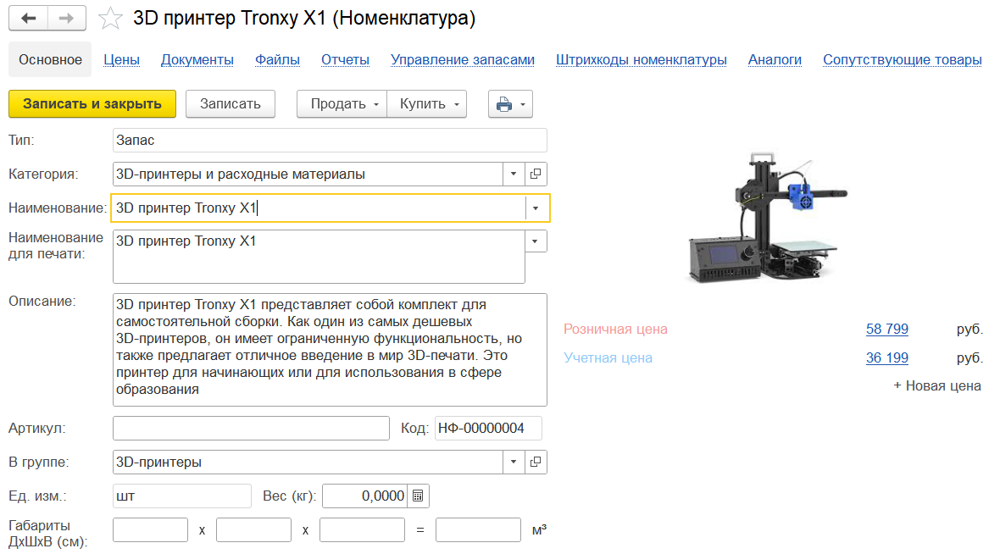 3D принтер Tronxy X1 (Номенклатура)
Основное Цены Документы Файлы Отчеты Управление запасами Штрихкоды номенклатуры Аналоги Сопутствующие товары
Записать и закрыть Записать Продать Купить
Тип: Запас
Категория: 3D-принтеры и расходные материалы
Наименование: 3D принтер Tronxy X1
Наименование для печати: 3D принтер Tronxy X1
Описание: 3D принтер Tronxy X1 представляет собой комплект для
самостоятельной сборки. Как один из самых дешевых
3D-принтеров, он имеет ограниченную функциональность, но
также предлагает отличное введение в мир 3D-печати. Это
принтер для начинающих или для использования в сфере
образования
Розничная цена 58 799 руб.
Учетная цена 36 199 руб.
+ Новая цена
Артикул: Код: НФ-00000004
В группе: 3D-принтеры
Ед. изм.: шт Вес (кг): 0,0000
Габариты
ДхШхВ (см): х х = м³